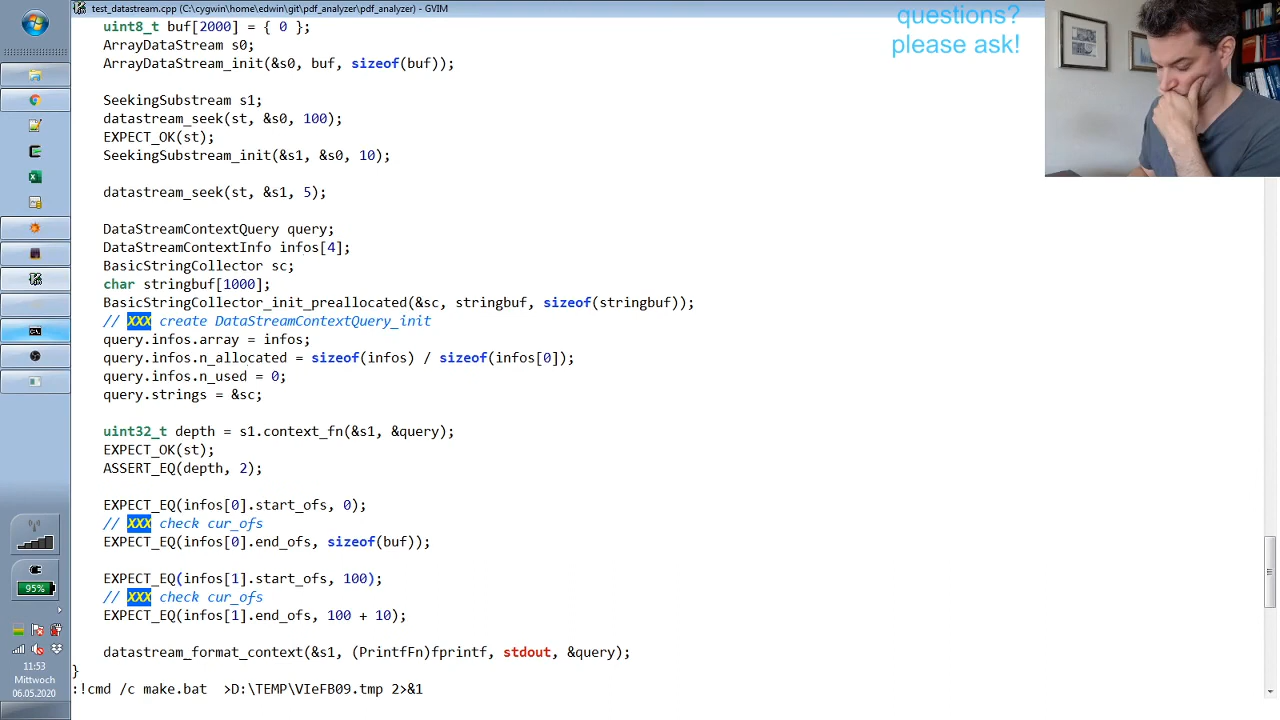 test_datastream.cpp (C:\cygwin\home\edwin\git\pdf_analyzer\pdf_analyzer) - GVIM
questions?
please ask!
uint8_t buf[2000] = { 0 };
ArrayDataStream s0;
ArrayDataStream_init(&s0, buf, sizeof(buf));
SeekingSubstream s1;
datastream_seek(st, &s0, 100);
EXPECT_OK(st);
SeekingSubstream_init(&s1, &s0, 10);
datastream_seek(st, &s1, 5);
DataStreamContextQuery query;
DataStreamContextInfo infos[4];
BasicStringCollector sc;
char stringbuf[1000];
BasicStringCollector_init_preallocated(&sc, stringbuf, sizeof(stringbuf));
// XXX create DataStreamContextQuery_init
query.infos.array = infos;
query.infos.n_allocated = sizeof(infos) / sizeof(infos[0]);
query.infos.n_used = 0;
query.strings = &sc;
uint32_t depth = s1.context_fn(&s1, &query);
EXPECT_OK(st);
ASSERT_EQ(depth, 2);
EXPECT_EQ(infos[0].start_ofs, 0);
// XXX check cur_ofs
EXPECT_EQ(infos[0].end_ofs, sizeof(buf));
EXPECT_EQ(infos[1].start_ofs, 100);
// XXX check cur_ofs
EXPECT_EQ(infos[1].end_ofs, 100 + 10);
datastream_format_context(&s1, (PrintfFn)fprintf, stdout, &query);
}
:!cmd /c make.bat  >D:\TEMP\VIeFB09.tmp 2>&1
95%
11:53
Mittwoch
06.05.2020